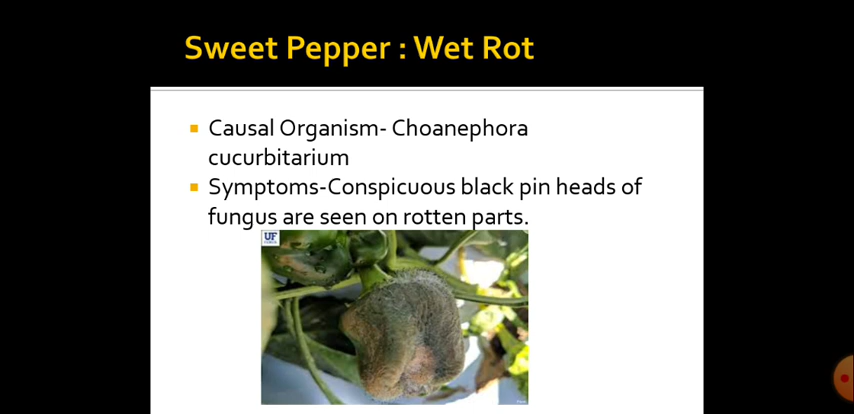 Sweet Pepper : Wet Rot
Causal Organism- Choanephora
cucurbitarium
Symptoms-Conspicuous black pin heads of
fungus are seen on rotten parts.
UF